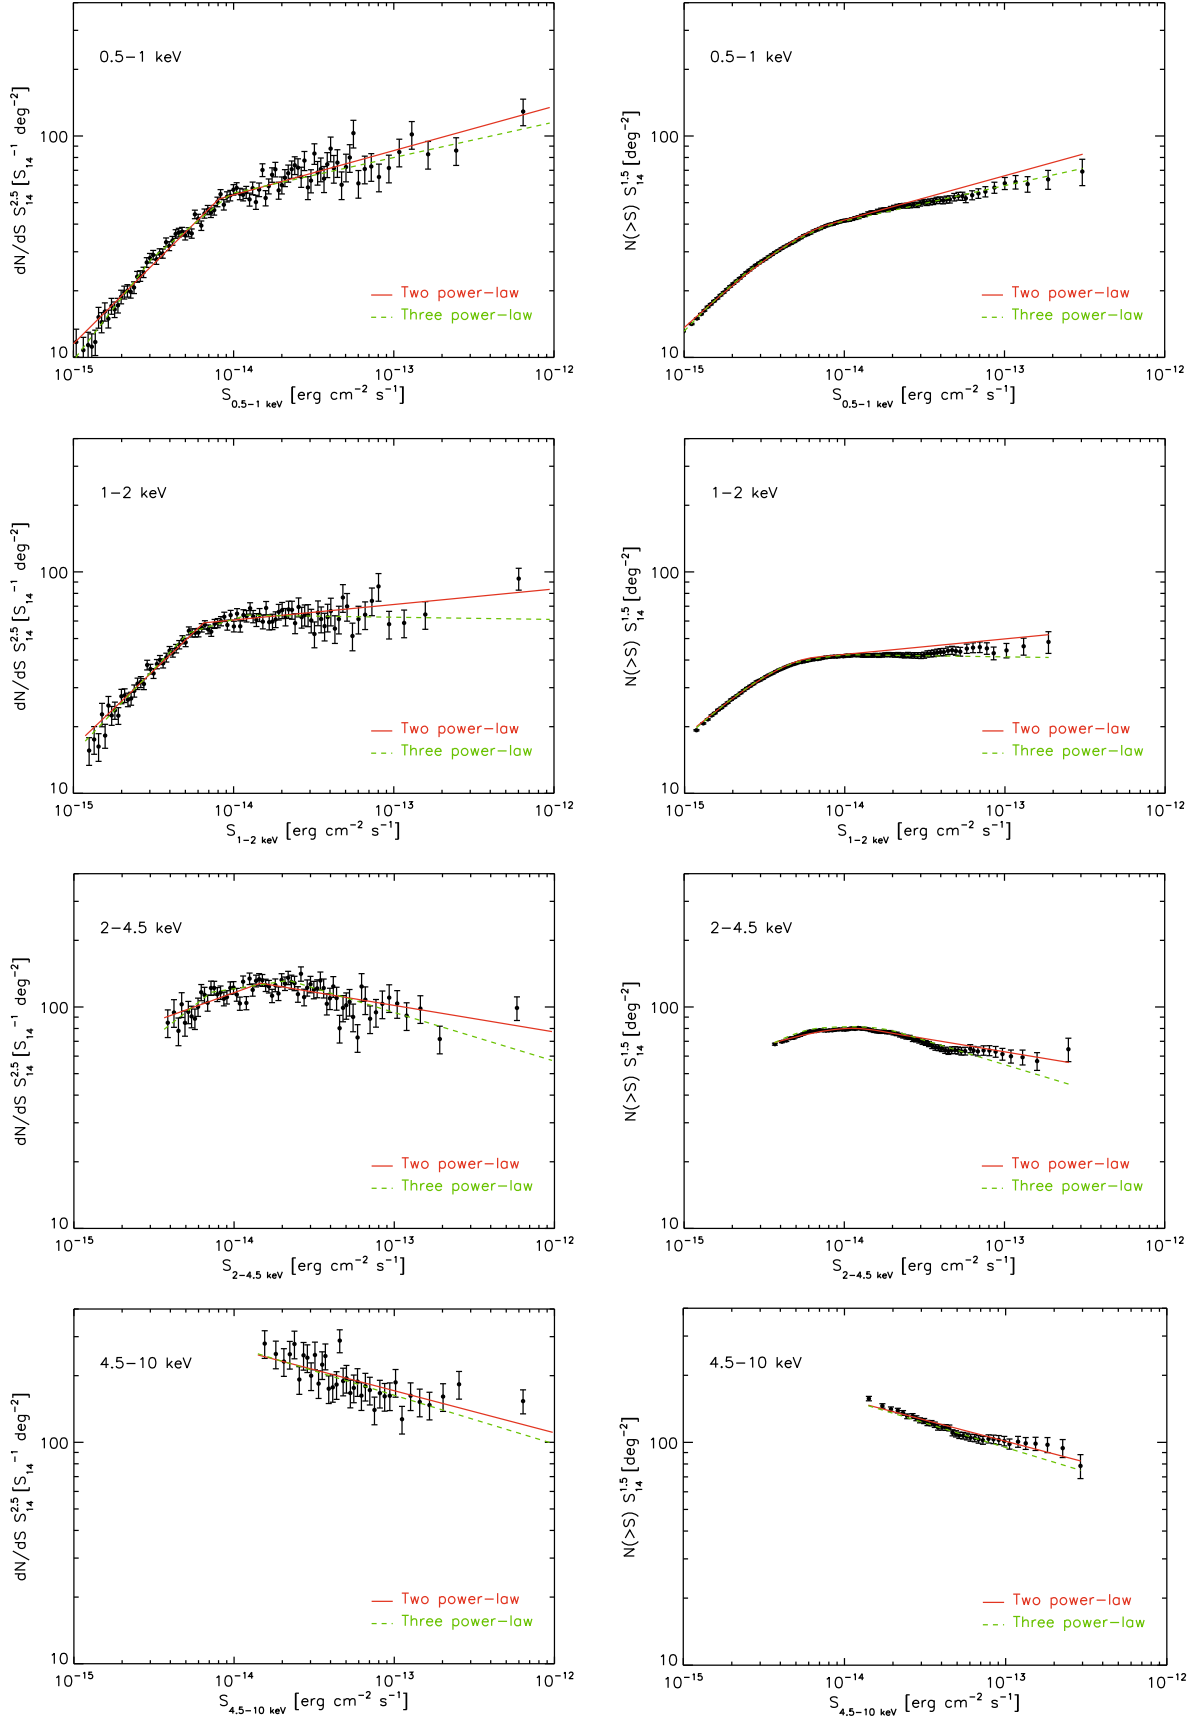 0.5−1 keV
dN/dS S₁₄^2.5 [S₁₄⁻¹ deg⁻²]
100
10
Two power−law
Three power−law
10⁻¹⁵ 10⁻¹⁴ 10⁻¹³ 10⁻¹²
S0.5−1 keV [erg cm⁻² s⁻¹]
0.5−1 keV
N(>S) S₁₄^1.5 [deg⁻²]
100
10
Two power−law
Three power−law
10⁻¹⁵ 10⁻¹⁴ 10⁻¹³ 10⁻¹²
S0.5−1 keV [erg cm⁻² s⁻¹]
1−2 keV
dN/dS S₁₄^2.5 [S₁₄⁻¹ deg⁻²]
100
10
Two power−law
Three power−law
10⁻¹⁵ 10⁻¹⁴ 10⁻¹³ 10⁻¹²
S1−2 keV [erg cm⁻² s⁻¹]
1−2 keV
N(>S) S₁₄^1.5 [deg⁻²]
100
10
Two power−law
Three power−law
10⁻¹⁵ 10⁻¹⁴ 10⁻¹³ 10⁻¹²
S1−2 keV [erg cm⁻² s⁻¹]
2−4.5 keV
dN/dS S₁₄^2.5 [S₁₄⁻¹ deg⁻²]
100
10
Two power−law
Three power−law
10⁻¹⁵ 10⁻¹⁴ 10⁻¹³ 10⁻¹²
S2−4.5 keV [erg cm⁻² s⁻¹]
2−4.5 keV
N(>S) S₁₄^1.5 [deg⁻²]
100
10
Two power−law
Three power−law
10⁻¹⁵ 10⁻¹⁴ 10⁻¹³ 10⁻¹²
S2−4.5 keV [erg cm⁻² s⁻¹]
4.5−10 keV
dN/dS S₁₄^2.5 [S₁₄⁻¹ deg⁻²]
100
10
Two power−law
Three power−law
10⁻¹⁵ 10⁻¹⁴ 10⁻¹³ 10⁻¹²
S4.5−10 keV [erg cm⁻² s⁻¹]
4.5−10 keV
N(>S) S₁₄^1.5 [deg⁻²]
100
10
Two power−law
Three power−law
10⁻¹⁵ 10⁻¹⁴ 10⁻¹³ 10⁻¹²
S4.5−10 keV [erg cm⁻² s⁻¹]